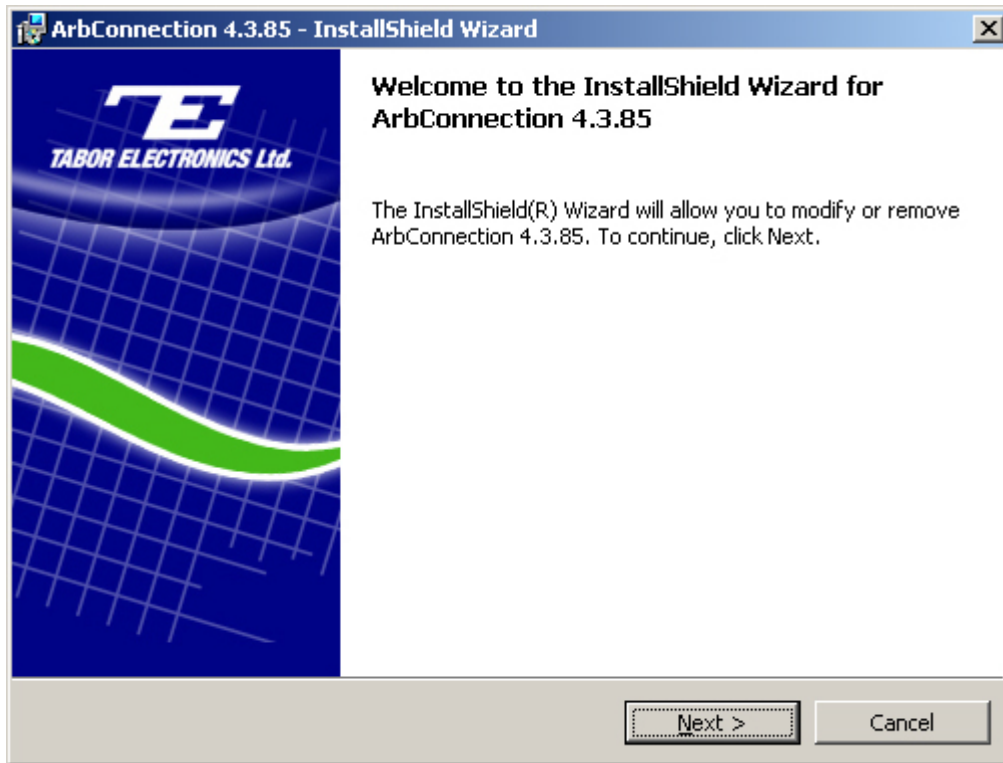 ArbConnection 4.3.85 - InstallShield Wizard
TE
TABOR ELECTRONICS Ltd.
Welcome to the InstallShield Wizard for
ArbConnection 4.3.85
The InstallShield(R) Wizard will allow you to modify or remove
ArbConnection 4.3.85. To continue, click Next.
Next >
Cancel